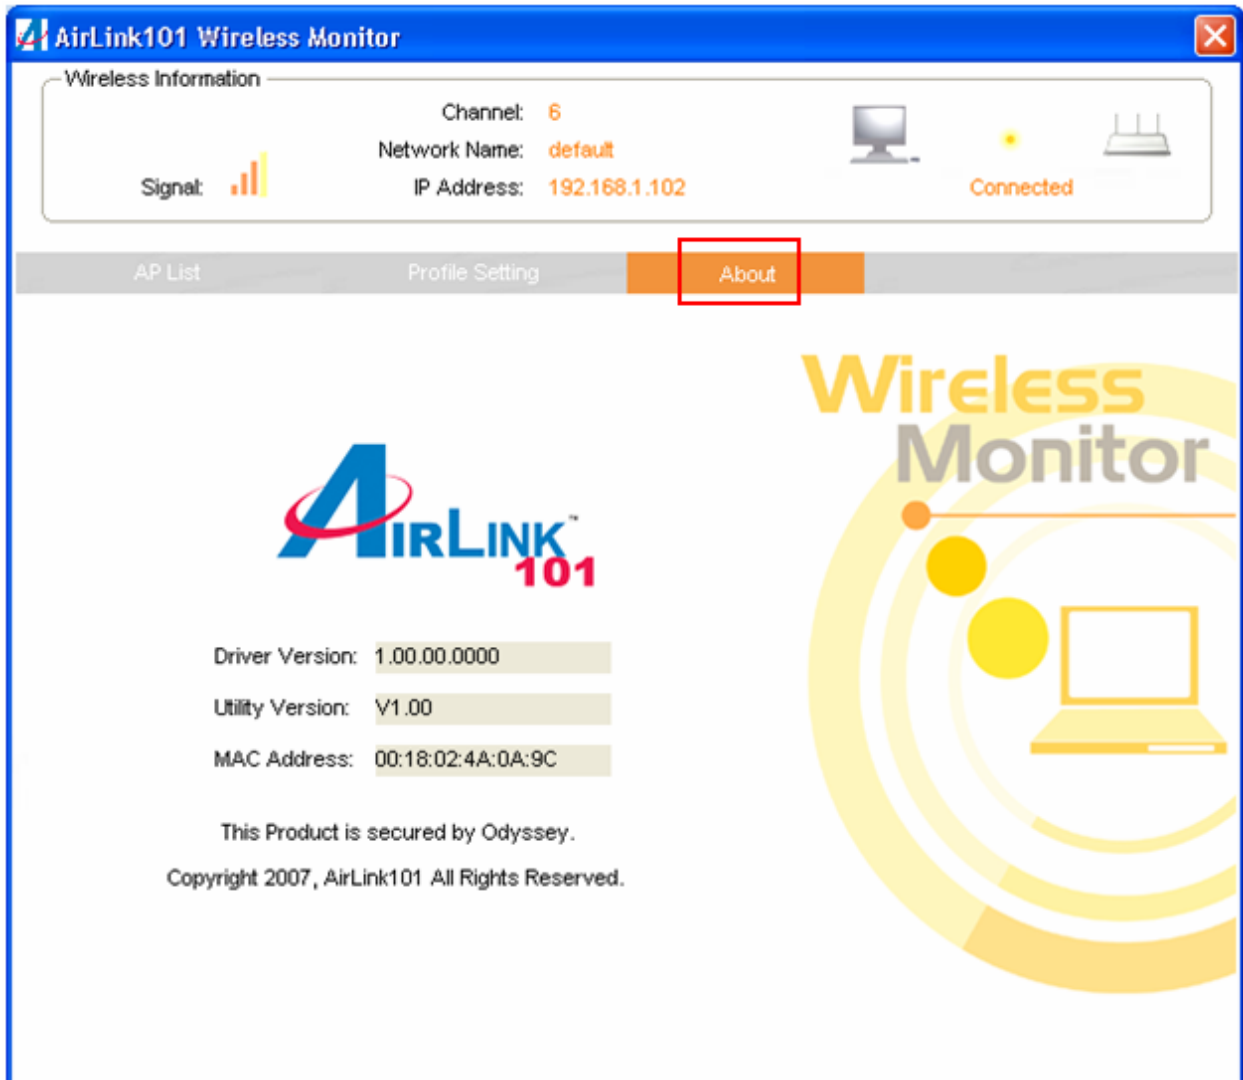 AirLink101 Wireless Monitor
Wireless Information
Channel: 6
Network Name: default
Signal: IP Address: 192.168.1.102
Connected
AP List Profile Setting About
Wireless
Monitor
AIRLINK™
101
Driver Version: 1.00.00.0000
Utility Version: V1.00
MAC Address: 00:18:02:4A:0A:9C
This Product is secured by Odyssey.
Copyright 2007, AirLink101 All Rights Reserved.